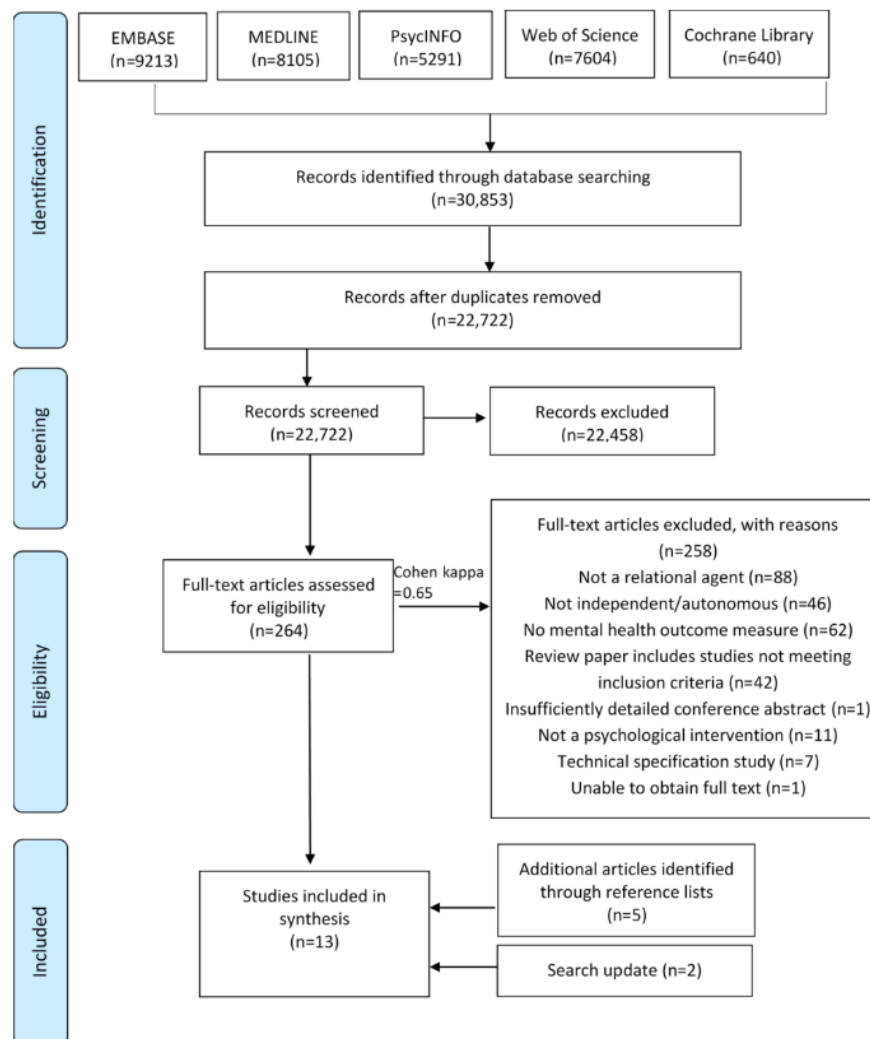 EMBASE
(n=9213)
MEDLINE
(n=8105)
PsycINFO
(n=5291)
Web of Science
(n=7604)
Cochrane Library
(n=640)
Identification
Records identified through database searching
(n=30,853)
Records after duplicates removed
(n=22,722)
Screening
Records screened
(n=22,722)
Records excluded
(n=22,458)
Eligibility
Full-text articles assessed
for eligibility
(n=264)
Cohen kappa
=0.65
Full-text articles excluded, with reasons
(n=258)
Not a relational agent (n=88)
Not independent/autonomous (n=46)
No mental health outcome measure (n=62)
Review paper includes studies not meeting
inclusion criteria (n=42)
Insufficiently detailed conference abstract (n=1)
Not a psychological intervention (n=11)
Technical specification study (n=7)
Unable to obtain full text (n=1)
Included
Studies included in
synthesis
(n=13)
Additional articles identified
through reference lists
(n=5)
Search update (n=2)